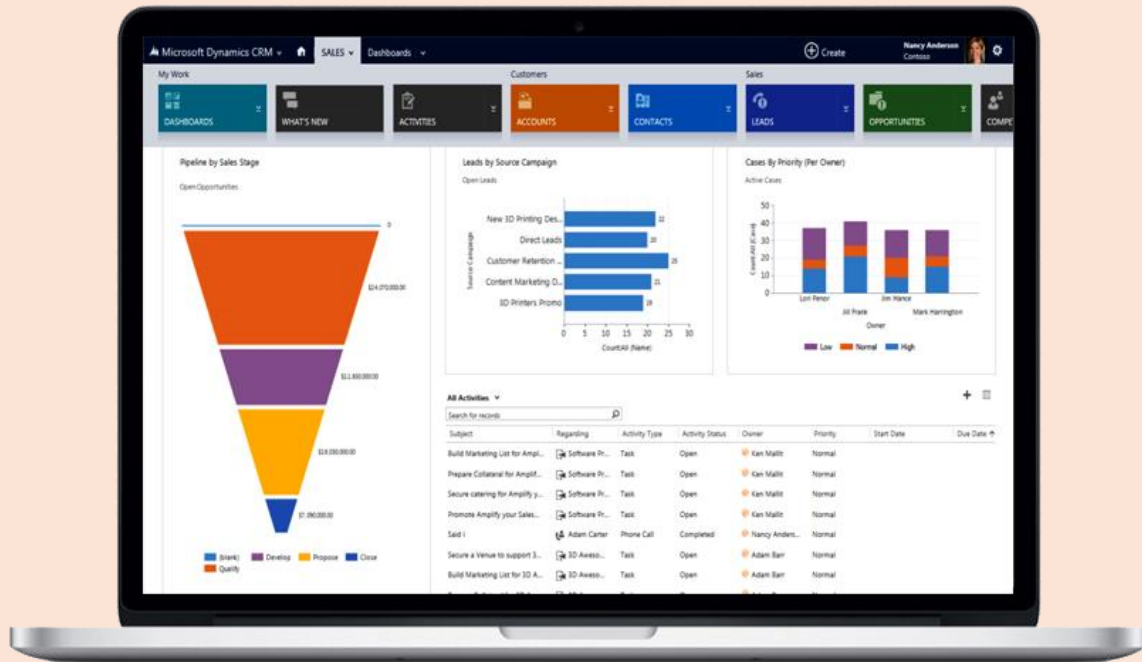 Microsoft Dynamics CRM
SALES
Dashboards
Create
Nancy Anderson
Contoso
My Work
Customers
Sales
DASHBOARDS
WHAT'S NEW
ACTIVITIES
ACCOUNTS
CONTACTS
LEADS
OPPORTUNITIES
COMPE
Pipeline by Sales Stage
Open Opportunities
0
(blank) Develop Propose Close
Qualify
Leads by Source Campaign
Open Leads
Source Campaign
New 3D Printing Des... 22
Direct Leads 20
Customer Retention ... 25
Content Marketing D... 21
3D Printers Promo 19
0 5 10 15 20 25 30
Count:All (Name)
Cases By Priority (Per Owner)
Active Cases
Count:All (Case)
50
40
30
20
10
0
Lori Penor Jim Hance
Jill Frank Mark Harrington
Owner
Low Normal High
All Activities
Search for records
Subject Regarding Activity Type Activity Status Owner Priority Start Date Due Date
Build Marketing List for Ampl... Software Pr... Task Open Ken Mallit Normal
Prepare Collateral for Amplif... Software Pr... Task Open Ken Mallit Normal
Secure catering for Amplify y... Software Pr... Task Open Ken Mallit Normal
Promote Amplify your Sales... Software Pr... Task Open Ken Mallit Normal
Said i Adam Carter Phone Call Completed Nancy Anders... Normal
Secure a Venue to support 3... 3D Aweso... Task Open Adam Barr Normal
Build Marketing List for 3D A... 3D Aweso... Task Open Adam Barr Normal